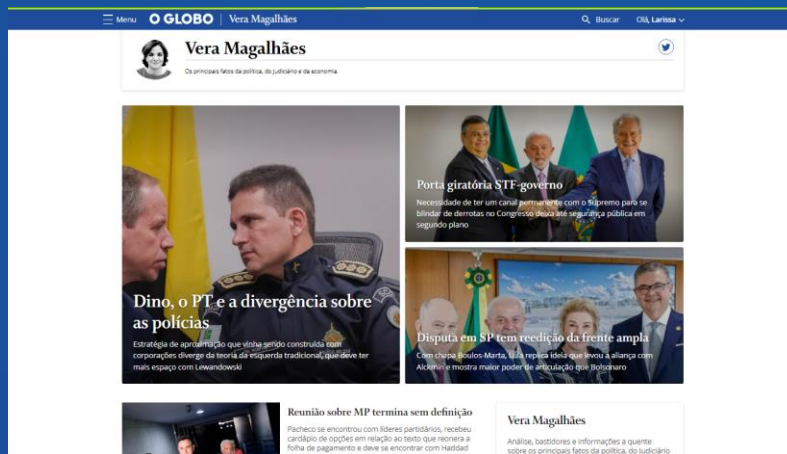 Menu O GLOBO Vera Magalhães Buscar Olá, Larissa
Vera Magalhães
Os principais fatos da política, do judiciário e da economia.
Dino, o PT e a divergência sobre
as polícias
Estratégia de aproximação que vinha sendo construída com
corporações diverge da teoria da esquerda tradicional, que deve ter
mais espaço com Lewandowski
Porta giratória STF-governo
Necessidade de ter um canal permanente com o Supremo para se
blindar de derrotas no Congresso deixa até segurança pública em
segundo plano
Disputa em SP tem reedição da frente ampla
Com chapa Boulos-Marta, Lula replica ideia que levou a aliança com
Alckmin e mostra maior poder de articulação que Bolsonaro
Reunião sobre MP termina sem definição
Pacheco se encontrou com líderes partidários, recebeu
cardápio de opções em relação ao texto que reonera a
folha de pagamento e deve se encontrar com Haddad
Vera Magalhães
Análise, bastidores e informações a quente
sobre os principais fatos da política, do Judiciário